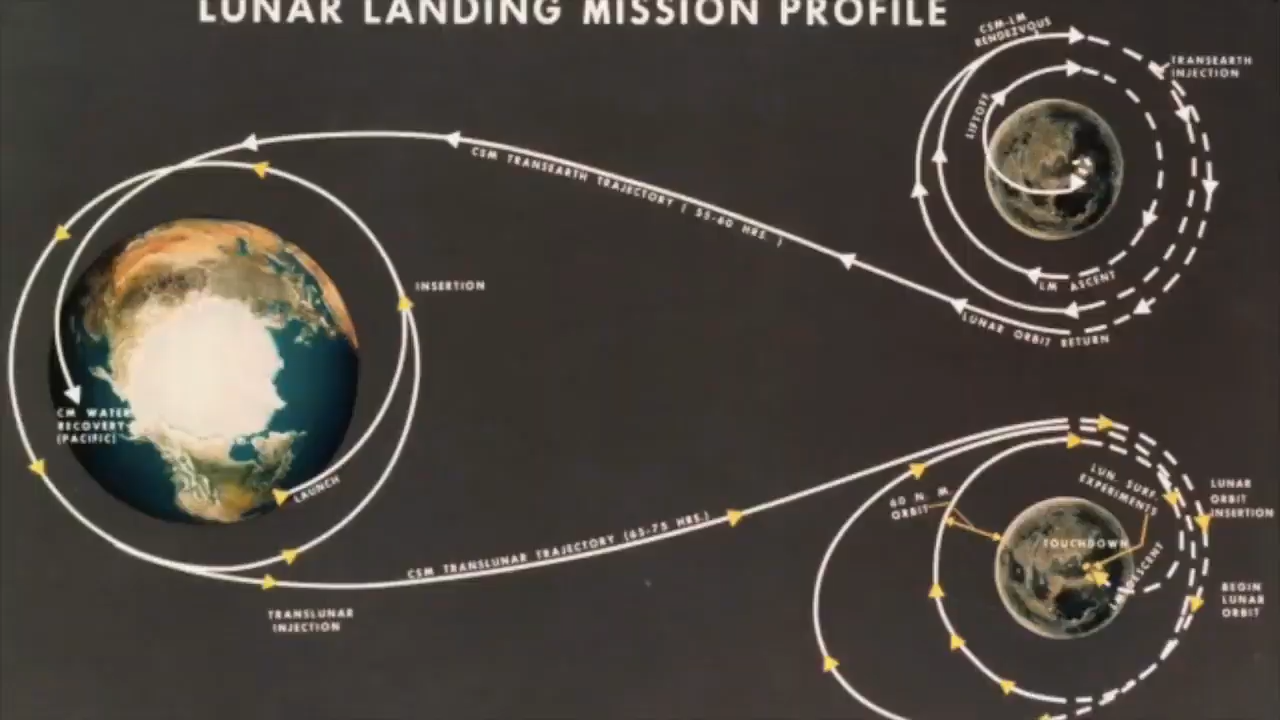 LUNAR LANDING MISSION PROFILE
CSM-LM
RENDEZVOUS
TRANSEARTH
INJECTION
LIFTOFF
CSM TRANSEARTH TRAJECTORY ( 55-60 HRS. )
LM ASCENT
LUNAR ORBIT RETURN
INSERTION
CM WATER
RECOVERY
(PACIFIC)
LAUNCH
CSM TRANSLUNAR TRAJECTORY (65-75 HRS.)
TRANSLUNAR
INJECTION
60 N. M.
ORBIT
LUN. SURF.
EXPERIMENTS
LUNAR
ORBIT
INSERTION
TOUCHDOWN
LM DESCENT
BEGIN
LUNAR
ORBIT